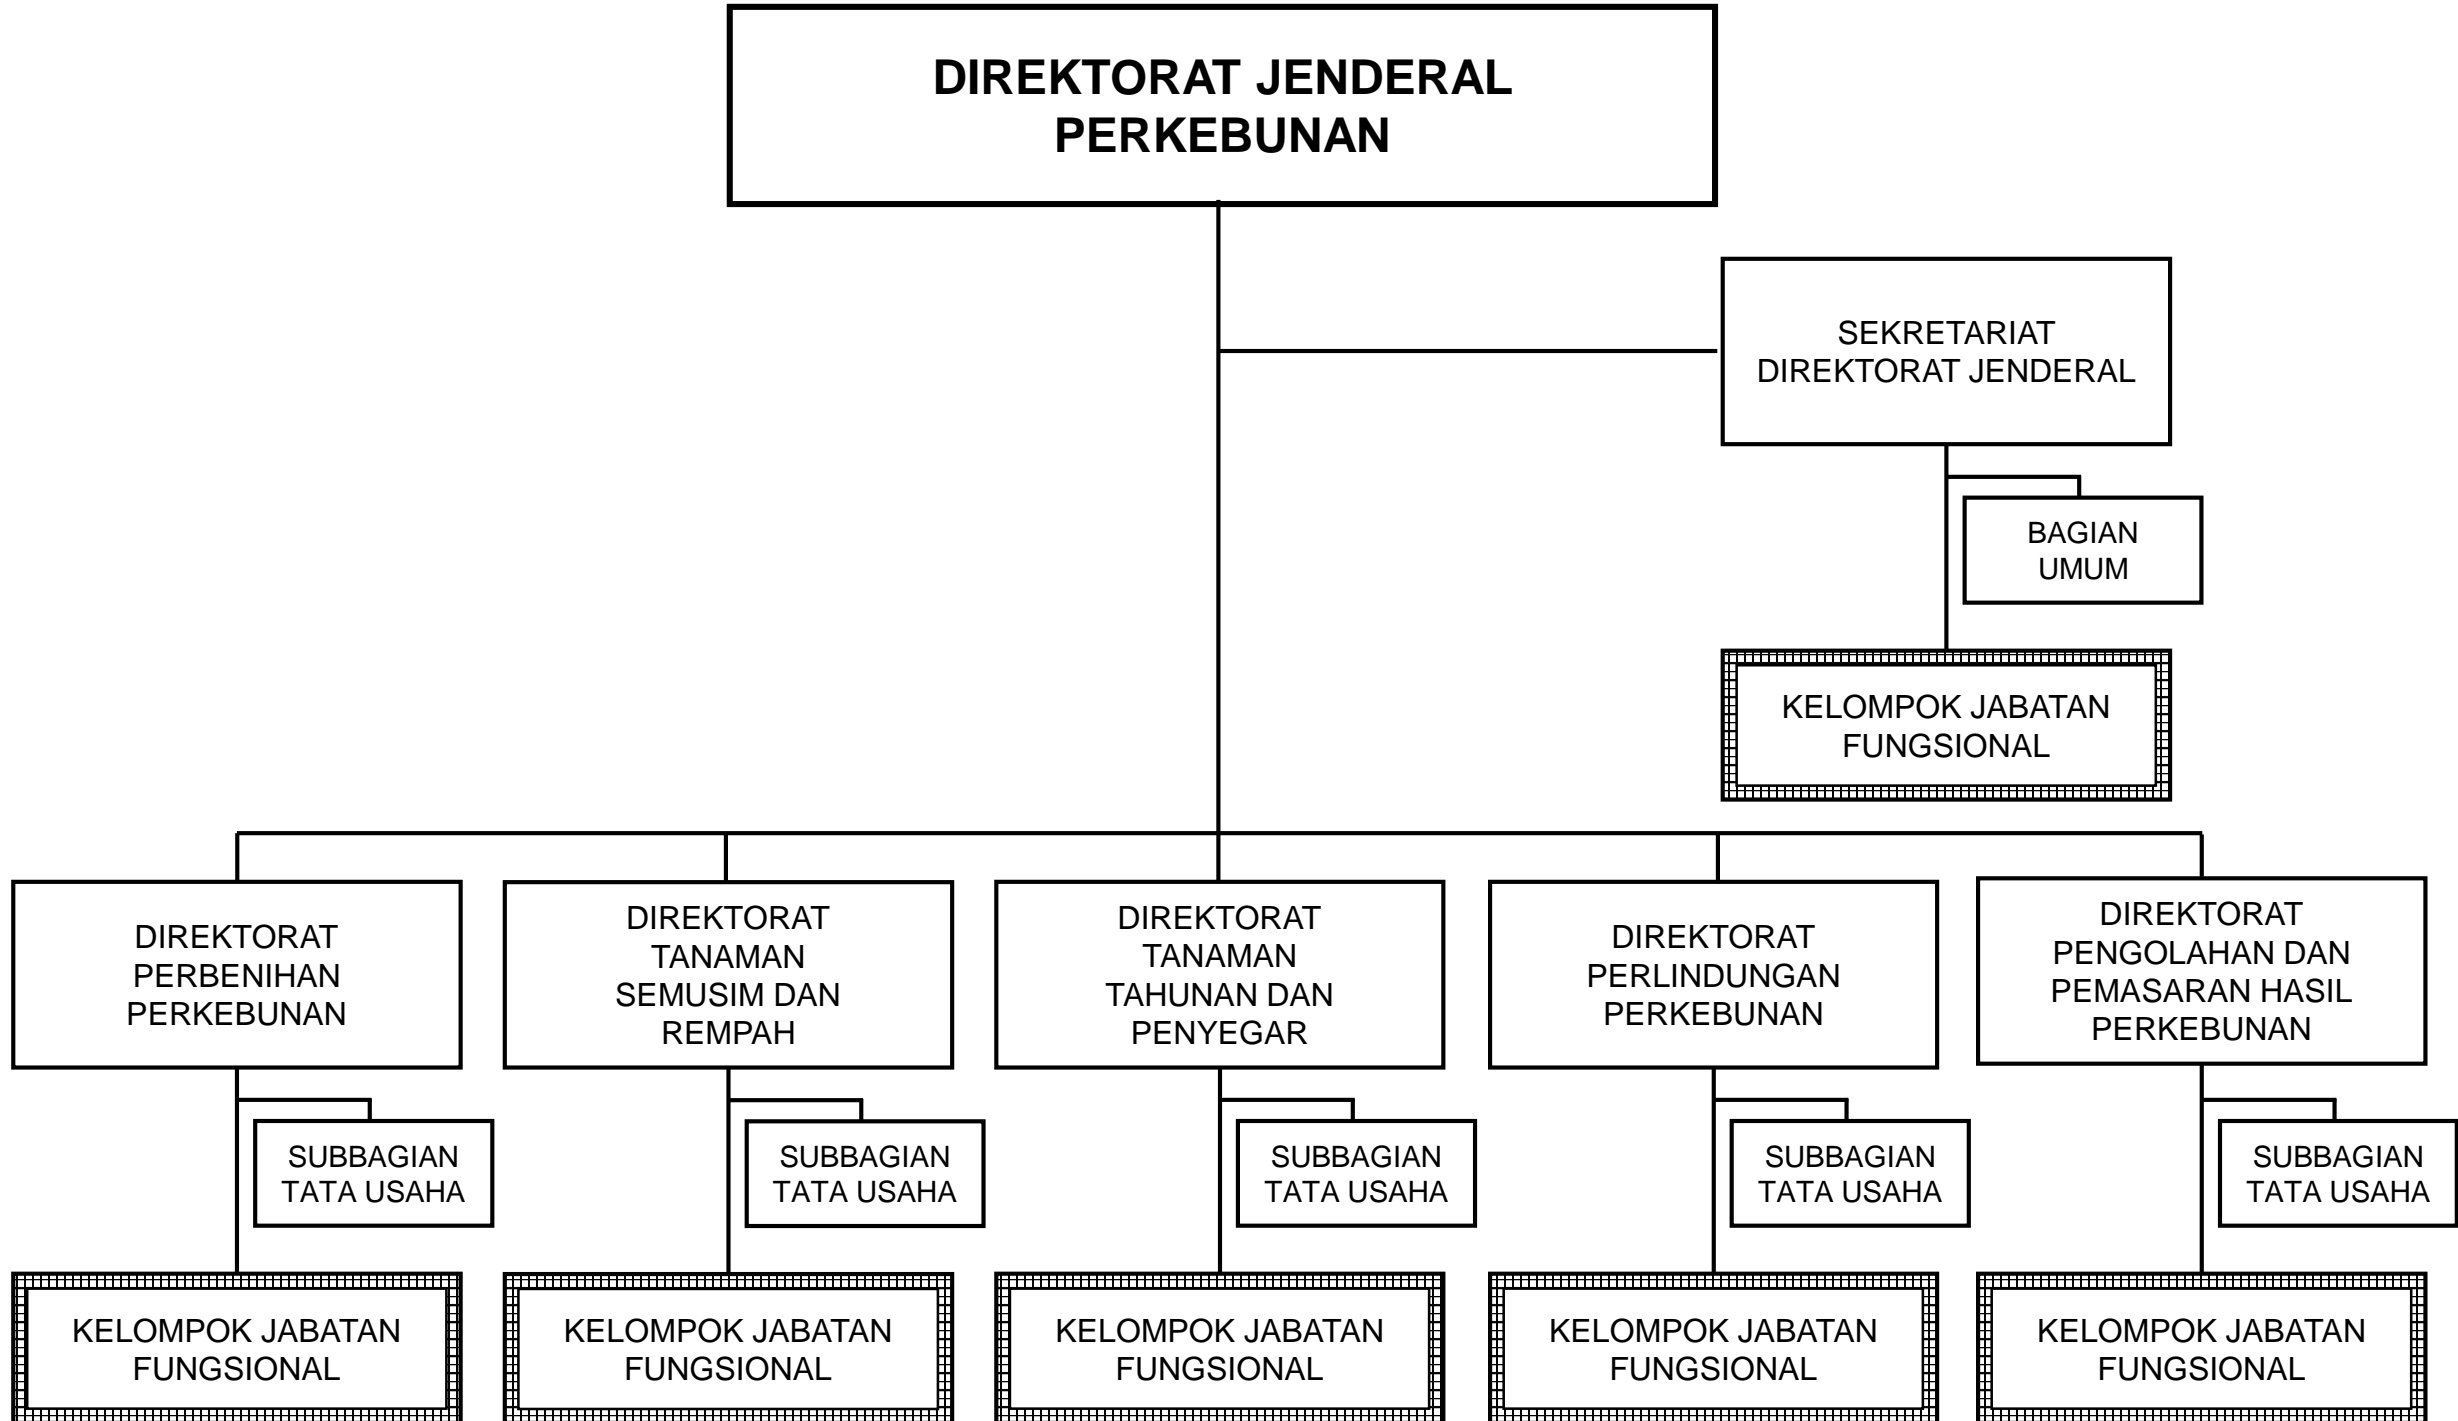 DIREKTORAT JENDERAL
PERKEBUNAN
SEKRETARIAT
DIREKTORAT JENDERAL
BAGIAN
UMUM
KELOMPOK JABATAN
FUNGSIONAL
DIREKTORAT
PERBENIHAN
PERKEBUNAN
DIREKTORAT
TANAMAN
SEMUSIM DAN
REMPAH
DIREKTORAT
TANAMAN
TAHUNAN DAN
PENYEGAR
DIREKTORAT
PERLINDUNGAN
PERKEBUNAN
DIREKTORAT
PENGOLAHAN DAN
PEMASARAN HASIL
PERKEBUNAN
SUBBAGIAN
TATA USAHA
SUBBAGIAN
TATA USAHA
SUBBAGIAN
TATA USAHA
SUBBAGIAN
TATA USAHA
SUBBAGIAN
TATA USAHA
KELOMPOK JABATAN
FUNGSIONAL
KELOMPOK JABATAN
FUNGSIONAL
KELOMPOK JABATAN
FUNGSIONAL
KELOMPOK JABATAN
FUNGSIONAL
KELOMPOK JABATAN
FUNGSIONAL